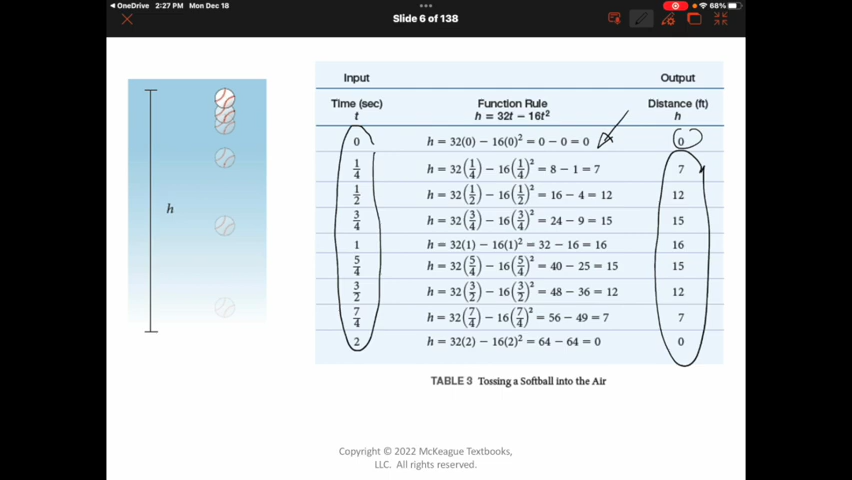 ◀ OneDrive 2:27 PM Mon Dec 18
68%
Slide 6 of 138
Input Output
Time (sec) Function Rule Distance (ft)
t h = 32t − 16t² h
0 h = 32(0) − 16(0)² = 0 − 0 = 0 0
1/4 h = 32(1/4) − 16(1/4)² = 8 − 1 = 7 7
1/2 h = 32(1/2) − 16(1/2)² = 16 − 4 = 12 12
3/4 h = 32(3/4) − 16(3/4)² = 24 − 9 = 15 15
1 h = 32(1) − 16(1)² = 32 − 16 = 16 16
5/4 h = 32(5/4) − 16(5/4)² = 40 − 25 = 15 15
3/2 h = 32(3/2) − 16(3/2)² = 48 − 36 = 12 12
7/4 h = 32(7/4) − 16(7/4)² = 56 − 49 = 7 7
2 h = 32(2) − 16(2)² = 64 − 64 = 0 0
h
TABLE 3 Tossing a Softball into the Air
Copyright © 2022 McKeague Textbooks,
LLC. All rights reserved.